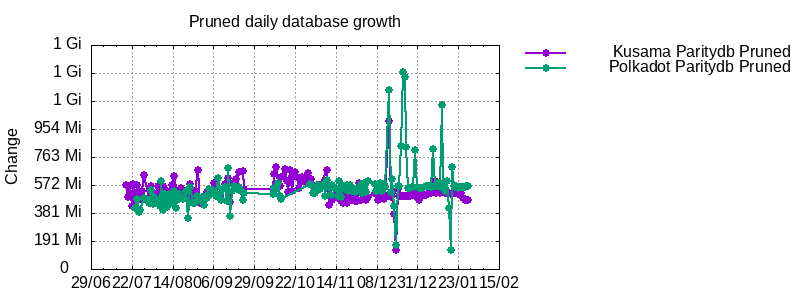 Pruned daily database growth
Kusama Paritydb Pruned
Polkadot Paritydb Pruned
Change
1 Gi
1 Gi
1 Gi
954 Mi
763 Mi
572 Mi
381 Mi
191 Mi
0
29/06 22/07 14/08 06/09 29/09 22/10 14/11 08/12 31/12 23/01 15/02